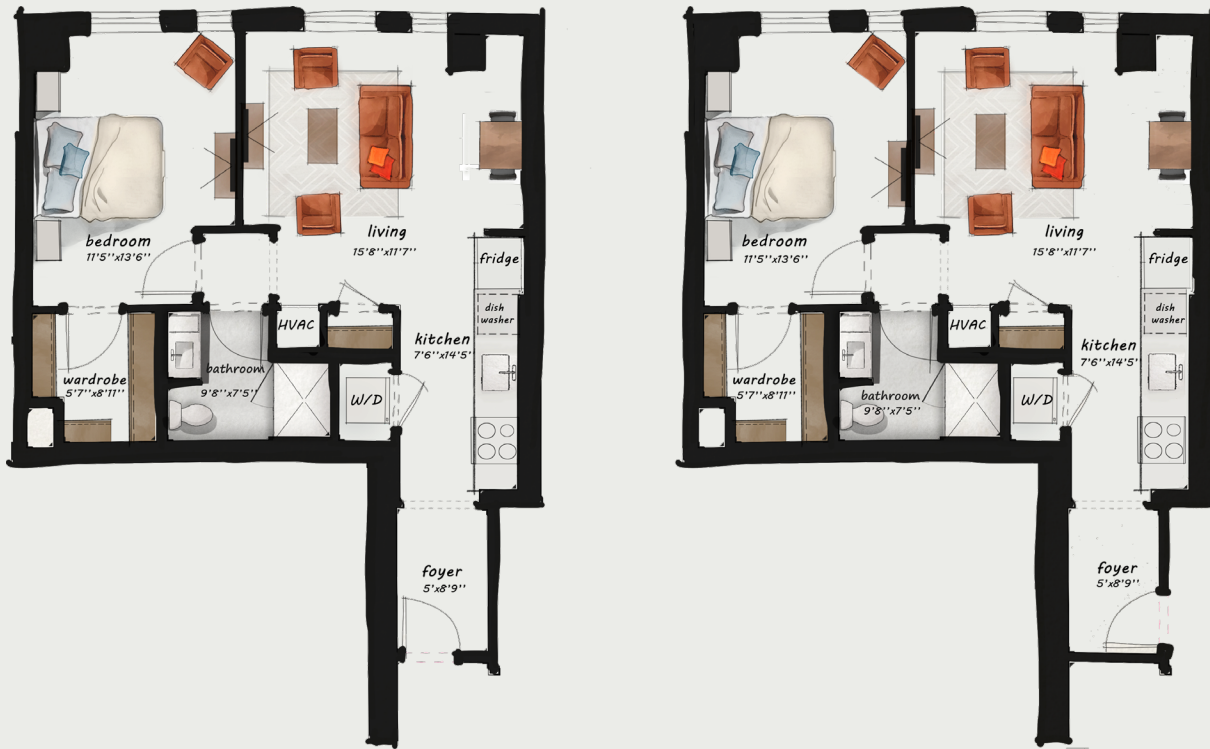 bedroom
11'5''x13'6''
living
15'8''x11'7''
fridge
dish
washer
HVAC
kitchen
7'6''x14'5''
bathroom
9'8''x7'5''
wardrobe
5'7''x8'11''
W/D
foyer
5'x8'9''
bedroom
11'5''x13'6''
living
15'8''x11'7''
fridge
dish
washer
HVAC
kitchen
7'6''x14'5''
wardrobe
5'7''x8'11''
bathroom
9'8''x7'5''
W/D
foyer
5'x8'9''